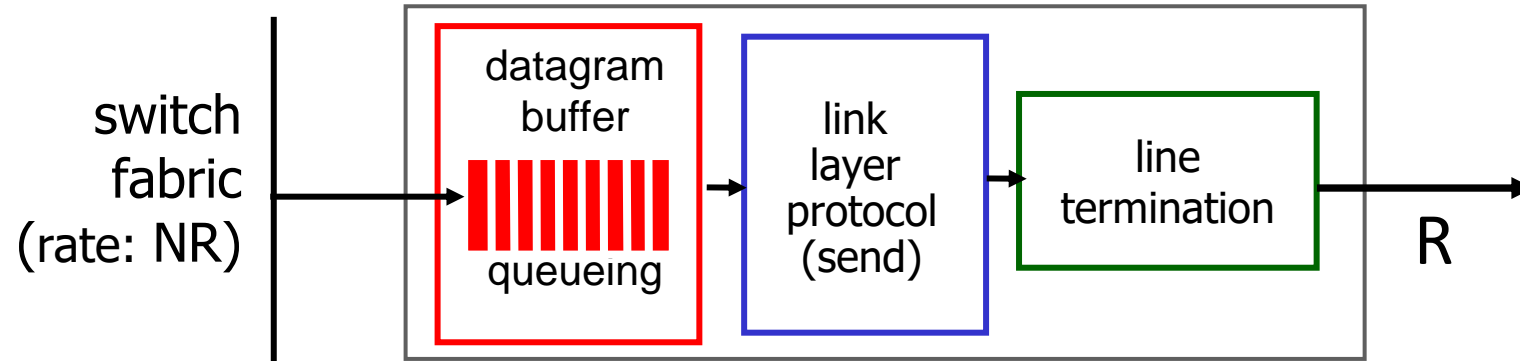 switch
fabric
(rate: NR)
datagram
buffer
queueing
link
layer
protocol
(send)
line
termination
R